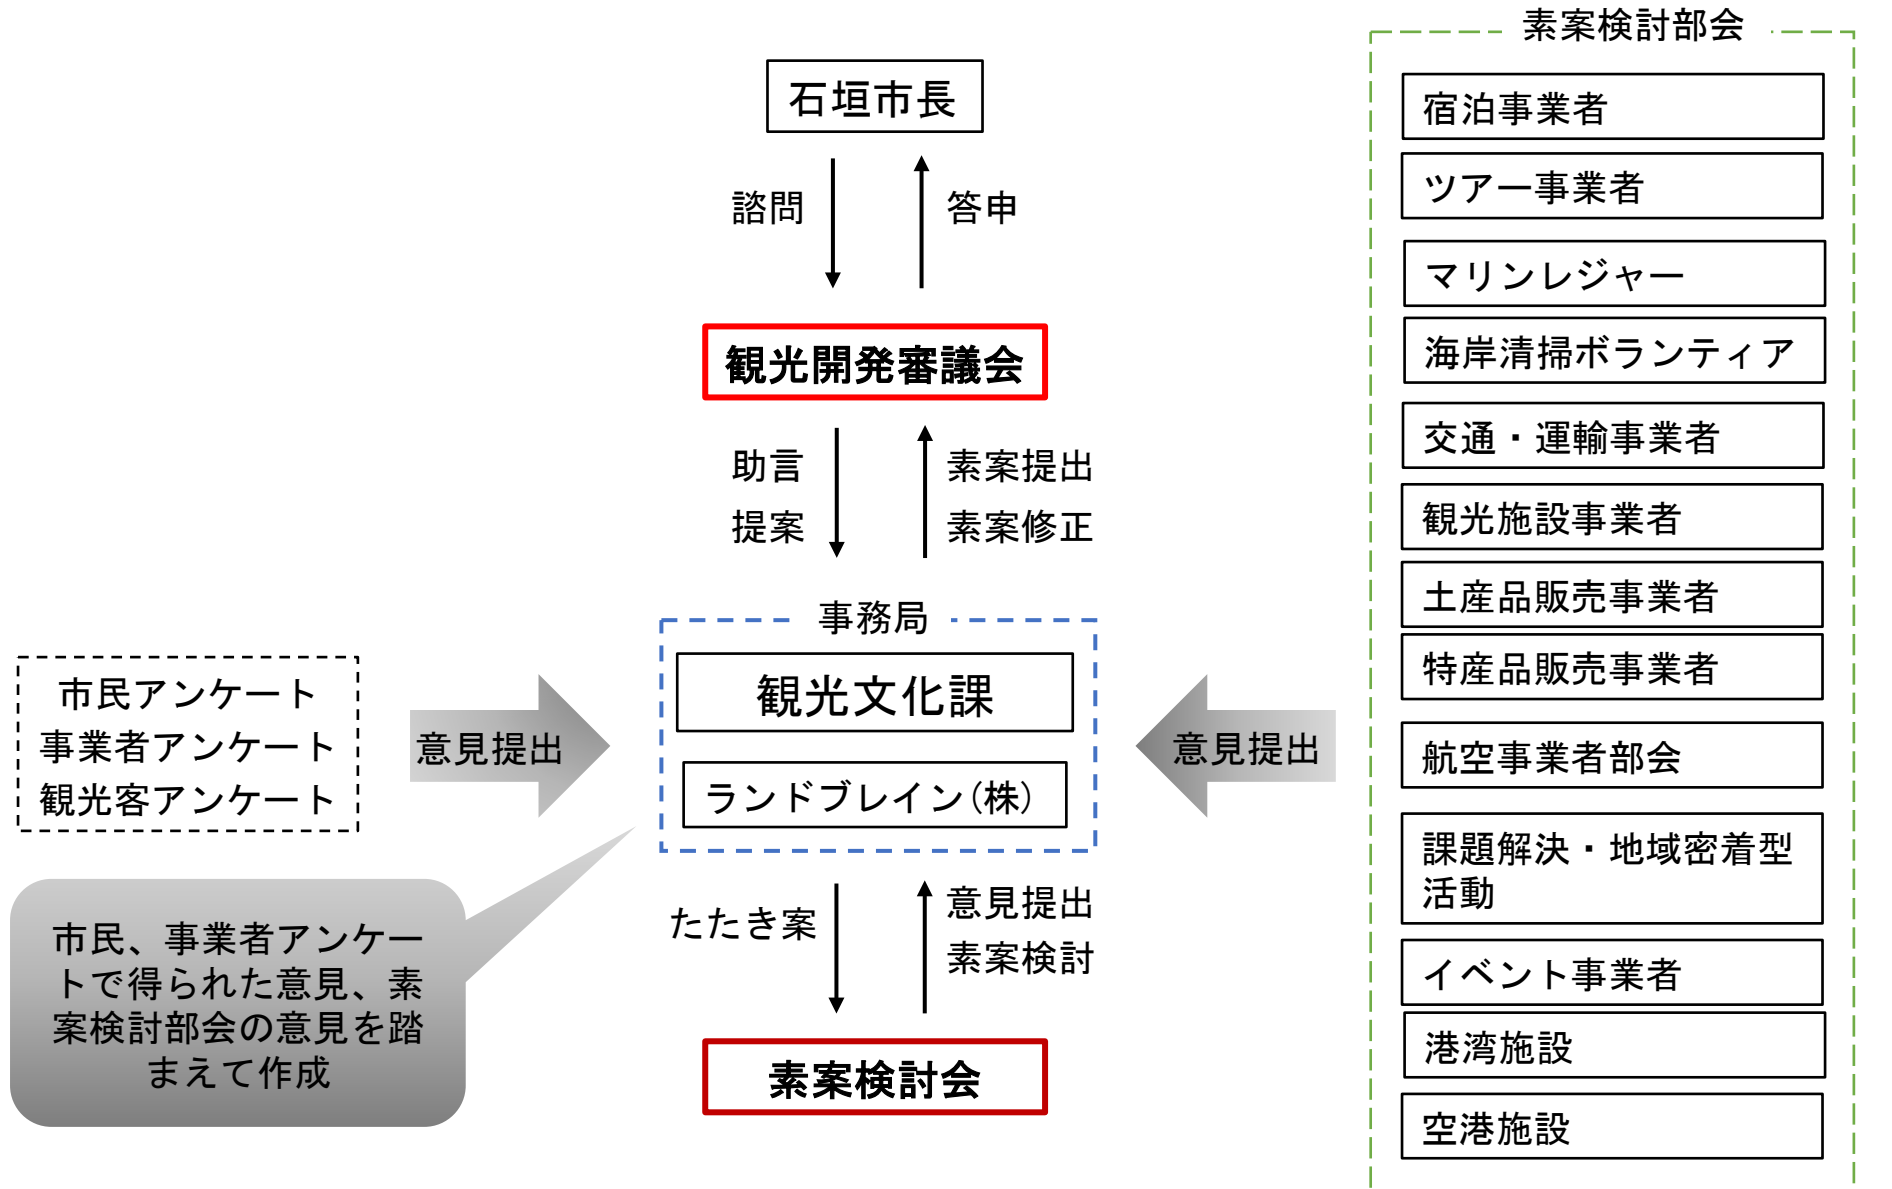 石垣市長
諮問
答申
観光開発審議会
助言
提案
素案提出
素案修正
事務局
観光文化課
ランドブレイン(株)
市民アンケート
事業者アンケート
観光客アンケート
意見提出
意見提出
市民、事業者アンケー
トで得られた意見、素
案検討部会の意見を踏
まえて作成
たたき案
意見提出
素案検討
素案検討会
素案検討部会
宿泊事業者
ツアー事業者
マリンレジャー
海岸清掃ボランティア
交通・運輸事業者
観光施設事業者
土産品販売事業者
特産品販売事業者
航空事業者部会
課題解決・地域密着型
活動
イベント事業者
港湾施設
空港施設